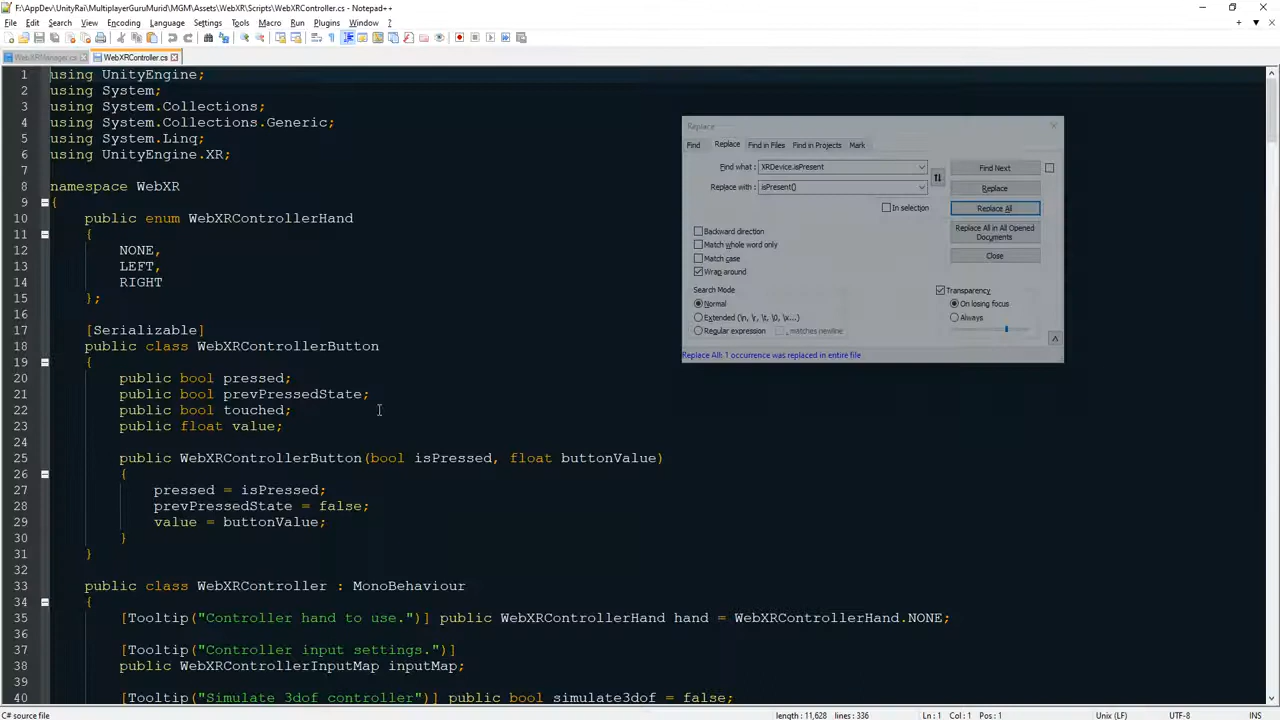 F:\AppDev\UnityRai\MultiplayerGuruMurid\MGM\Assets\WebXR\Scripts\WebXRController.cs - Notepad++
File Edit Search View Encoding Language Settings Tools Macro Run Plugins Window ?
WebXRManager.cs WebXRController.cs
1 using UnityEngine;
2 using System;
3 using System.Collections;
4 using System.Collections.Generic;
5 using System.Linq;
6 using UnityEngine.XR;
7
8 namespace WebXR
9 {
10 public enum WebXRControllerHand
11 {
12 NONE,
13 LEFT,
14 RIGHT
15 };
16
17 [Serializable]
18 public class WebXRControllerButton
19 {
20 public bool pressed;
21 public bool prevPressedState;
22 public bool touched;
23 public float value;
24
25 public WebXRControllerButton(bool isPressed, float buttonValue)
26 {
27 pressed = isPressed;
28 prevPressedState = false;
29 value = buttonValue;
30 }
31 }
32
33 public class WebXRController : MonoBehaviour
34 {
35 [Tooltip("Controller hand to use.")] public WebXRControllerHand hand = WebXRControllerHand.NONE;
36
37 [Tooltip("Controller input settings.")]
38 public WebXRControllerInputMap inputMap;
39
40 [Tooltip("Simulate 3dof controller")] public bool simulate3dof = false;
Replace
Find Replace Find in Files Find in Projects Mark
Find what : XRDevice.isPresent
Replace with : isPresent()
In selection
Find Next
Replace
Replace All
Replace All in All Opened Documents
Close
Backward direction
Match whole word only
Match case
Wrap around
Search Mode
Normal
Extended (\n, \r, \t, \0, \x...)
Regular expression . matches newline
Transparency
On losing focus
Always
Replace All: 1 occurrence was replaced in entire file
C# source file length : 11,628 lines : 336 Ln : 1 Col : 1 Pos : 1 Unix (LF) UTF-8 INS